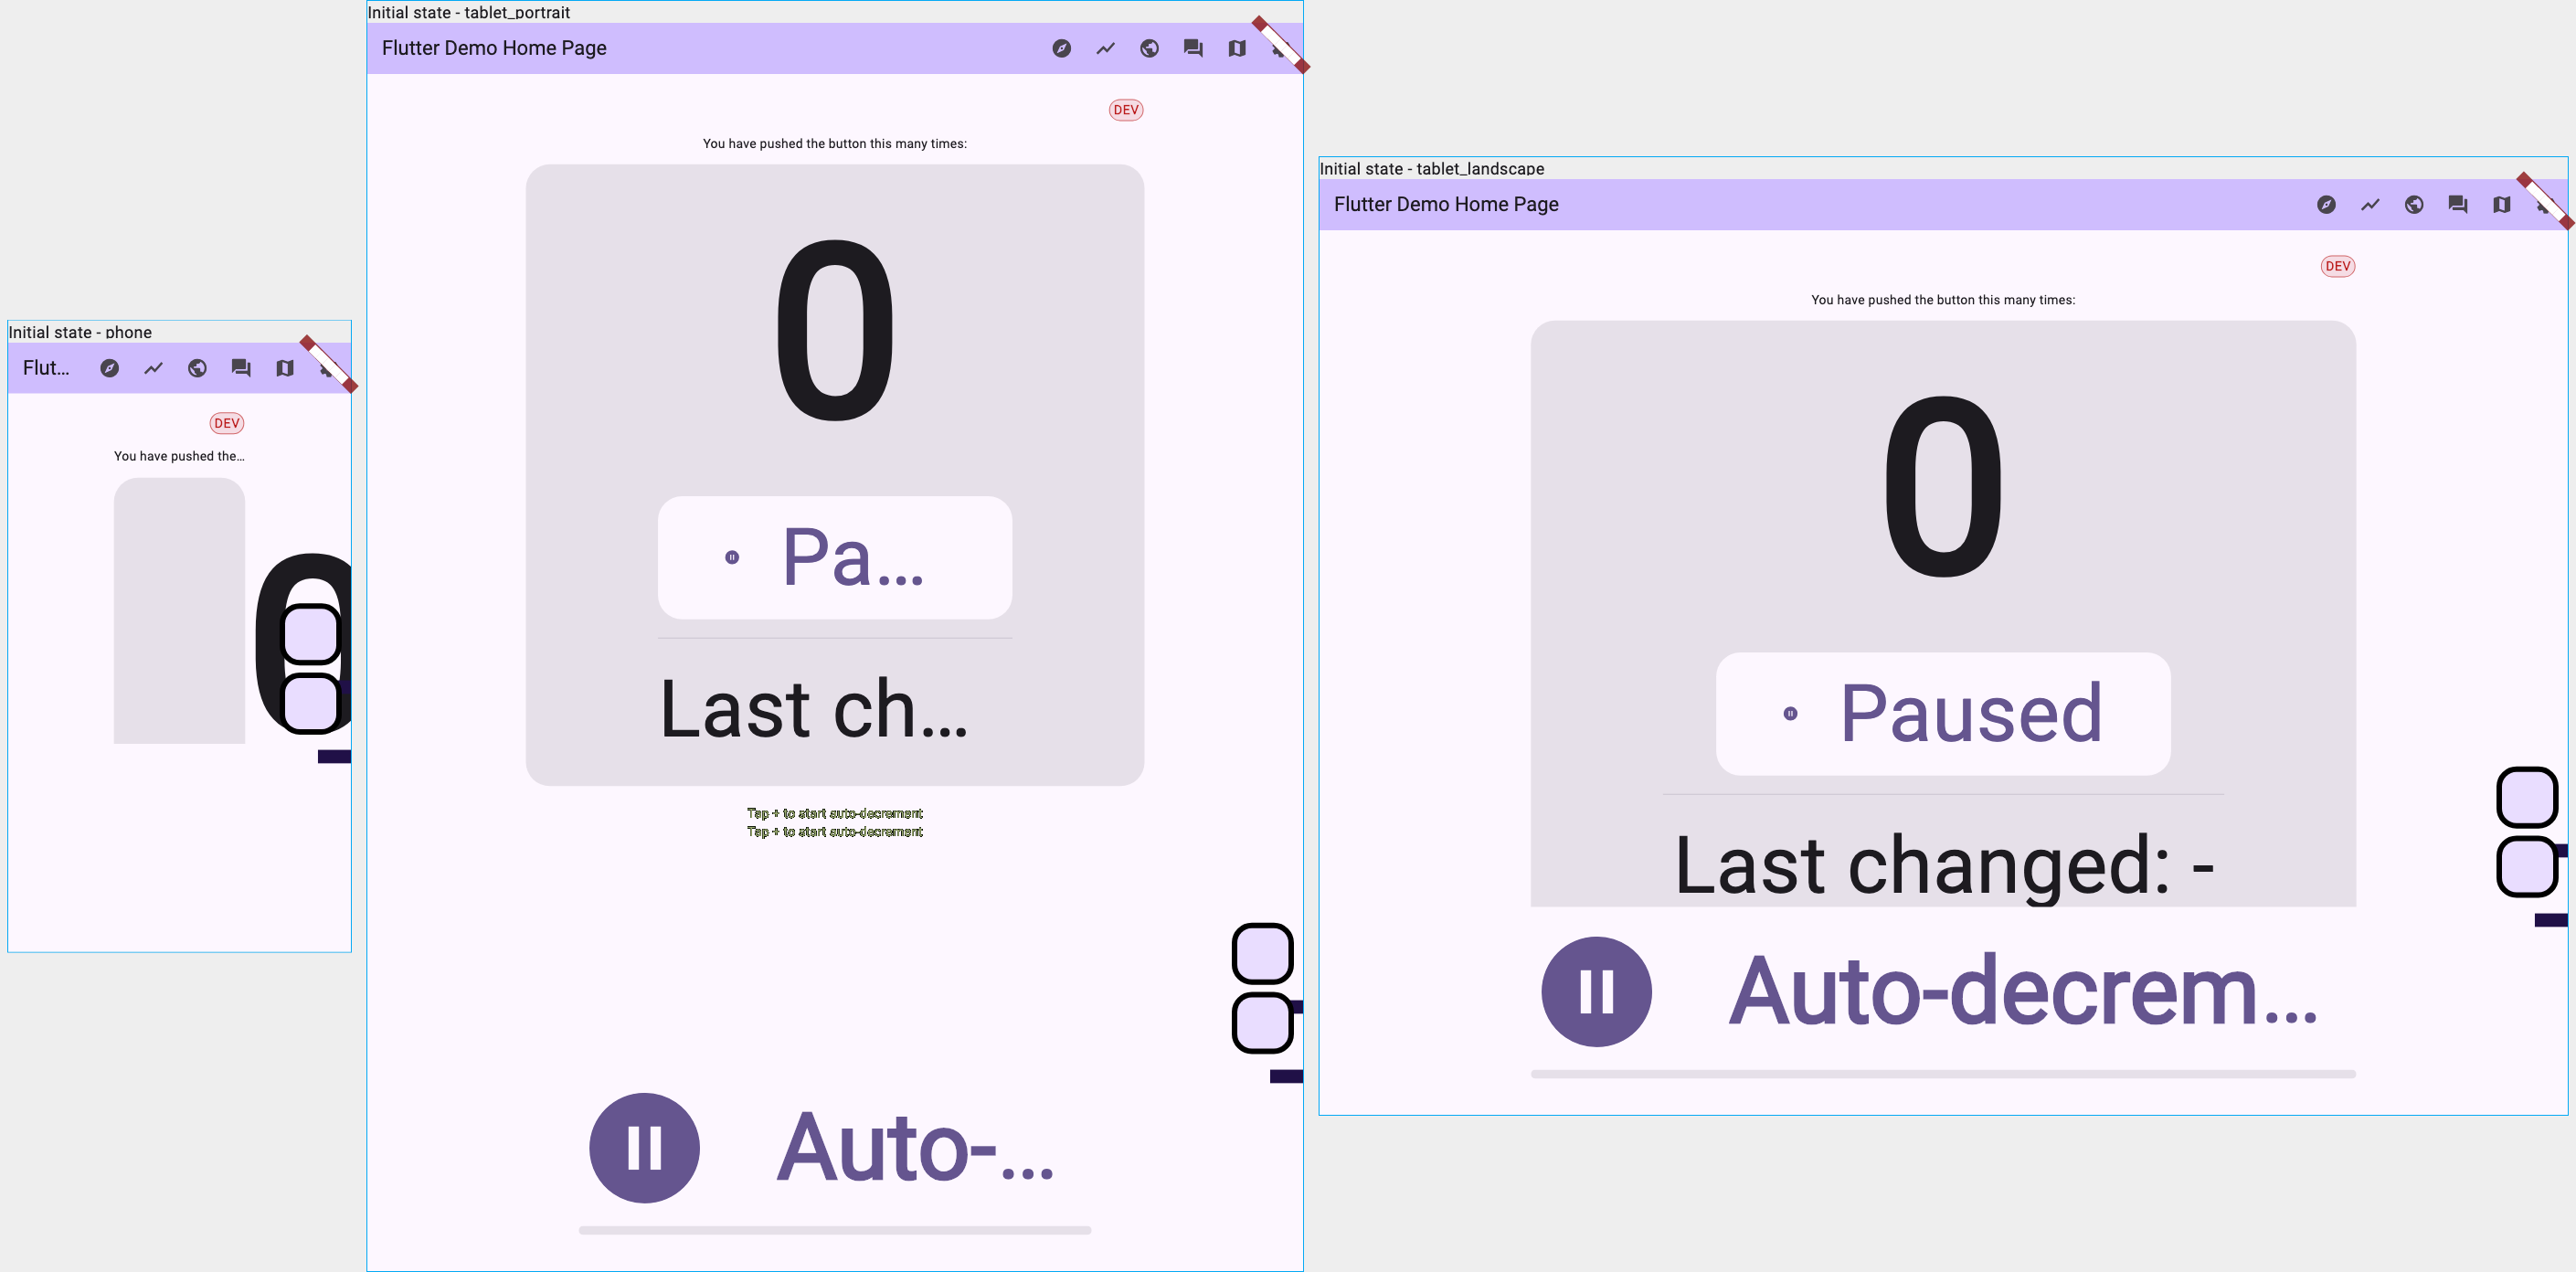 Initial state - phone
Flut...
DEV
You have pushed the...
0
Initial state - tablet_portrait
Flutter Demo Home Page
DEV
You have pushed the button this many times:
0
Pa...
Last ch...
Tap + to start auto-decrement
Tap + to start auto-decrement
Auto-...
Initial state - tablet_landscape
Flutter Demo Home Page
DEV
You have pushed the button this many times:
0
Paused
Last changed: -
Auto-decrem...